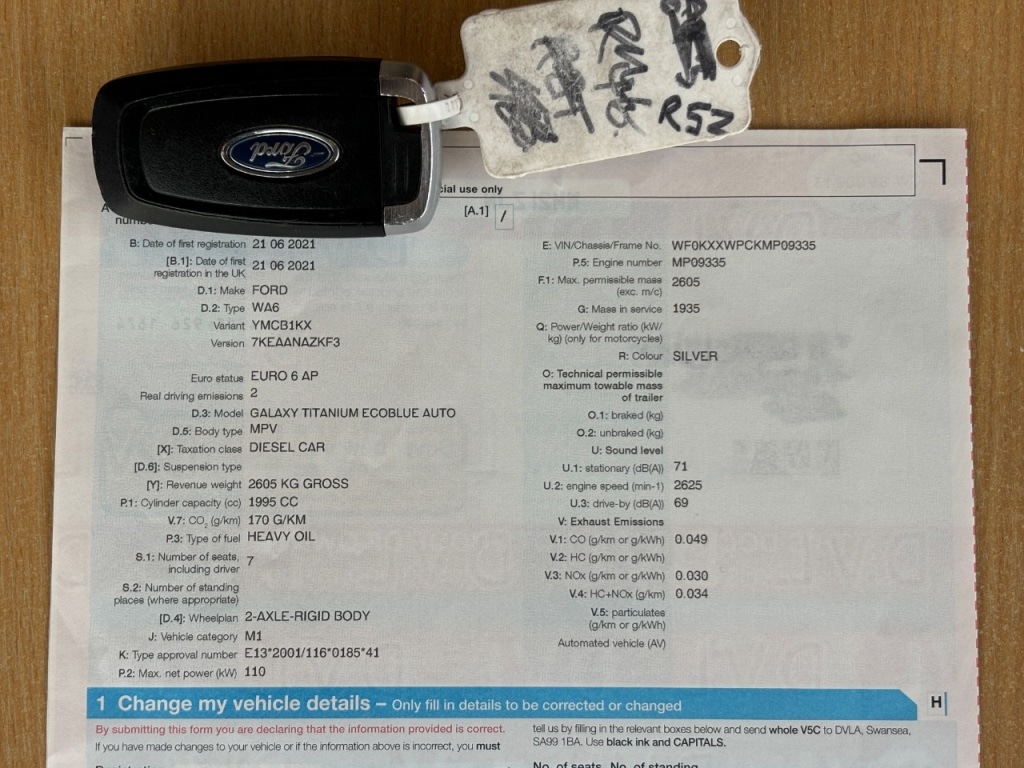 R52
Ford
cial use only
[A.1] /
B: Date of first registration 21 06 2021
[B.1]: Date of first registration in the UK 21 06 2021
D.1: Make FORD
D.2: Type WA6
Variant YMCB1KX
Version 7KEAANAZKF3
Euro status EURO 6 AP
Real driving emissions 2
D.3: Model GALAXY TITANIUM ECOBLUE AUTO
D.5: Body type MPV
[X]: Taxation class DIESEL CAR
[D.6]: Suspension type
[Y]: Revenue weight 2605 KG GROSS
P.1: Cylinder capacity (cc) 1995 CC
V.7: CO2 (g/km) 170 G/KM
P.3: Type of fuel HEAVY OIL
S.1: Number of seats, including driver 7
S.2: Number of standing places (where appropriate)
[D.4]: Wheelplan 2-AXLE-RIGID BODY
J: Vehicle category M1
K: Type approval number E13*2001/116*0185*41
P.2: Max. net power (kW) 110
E: VIN/Chassis/Frame No. WF0KXXWPCKMP09335
P.5: Engine number MP09335
F.1: Max. permissible mass (exc. m/c) 2605
G: Mass in service 1935
Q: Power/Weight ratio (kW/kg) (only for motorcycles)
R: Colour SILVER
O: Technical permissible maximum towable mass of trailer
O.1: braked (kg)
O.2: unbraked (kg)
U: Sound level
U.1: stationary (dB(A)) 71
U.2: engine speed (min-1) 2625
U.3: drive-by (dB(A)) 69
V: Exhaust Emissions
V.1: CO (g/km or g/kWh) 0.049
V.2: HC (g/km or g/kWh)
V.3: NOx (g/km or g/kWh) 0.030
V.4: HC+NOx (g/km) 0.034
V.5: particulates (g/km or g/kWh)
Automated vehicle (AV)
1 Change my vehicle details – Only fill in details to be corrected or changed
H
By submitting this form you are declaring that the information provided is correct.
If you have made changes to your vehicle or if the information above is incorrect, you must
tell us by filling in the relevant boxes below and send whole V5C to DVLA, Swansea,
SA99 1BA. Use black ink and CAPITALS.
No. of seats No. of standing